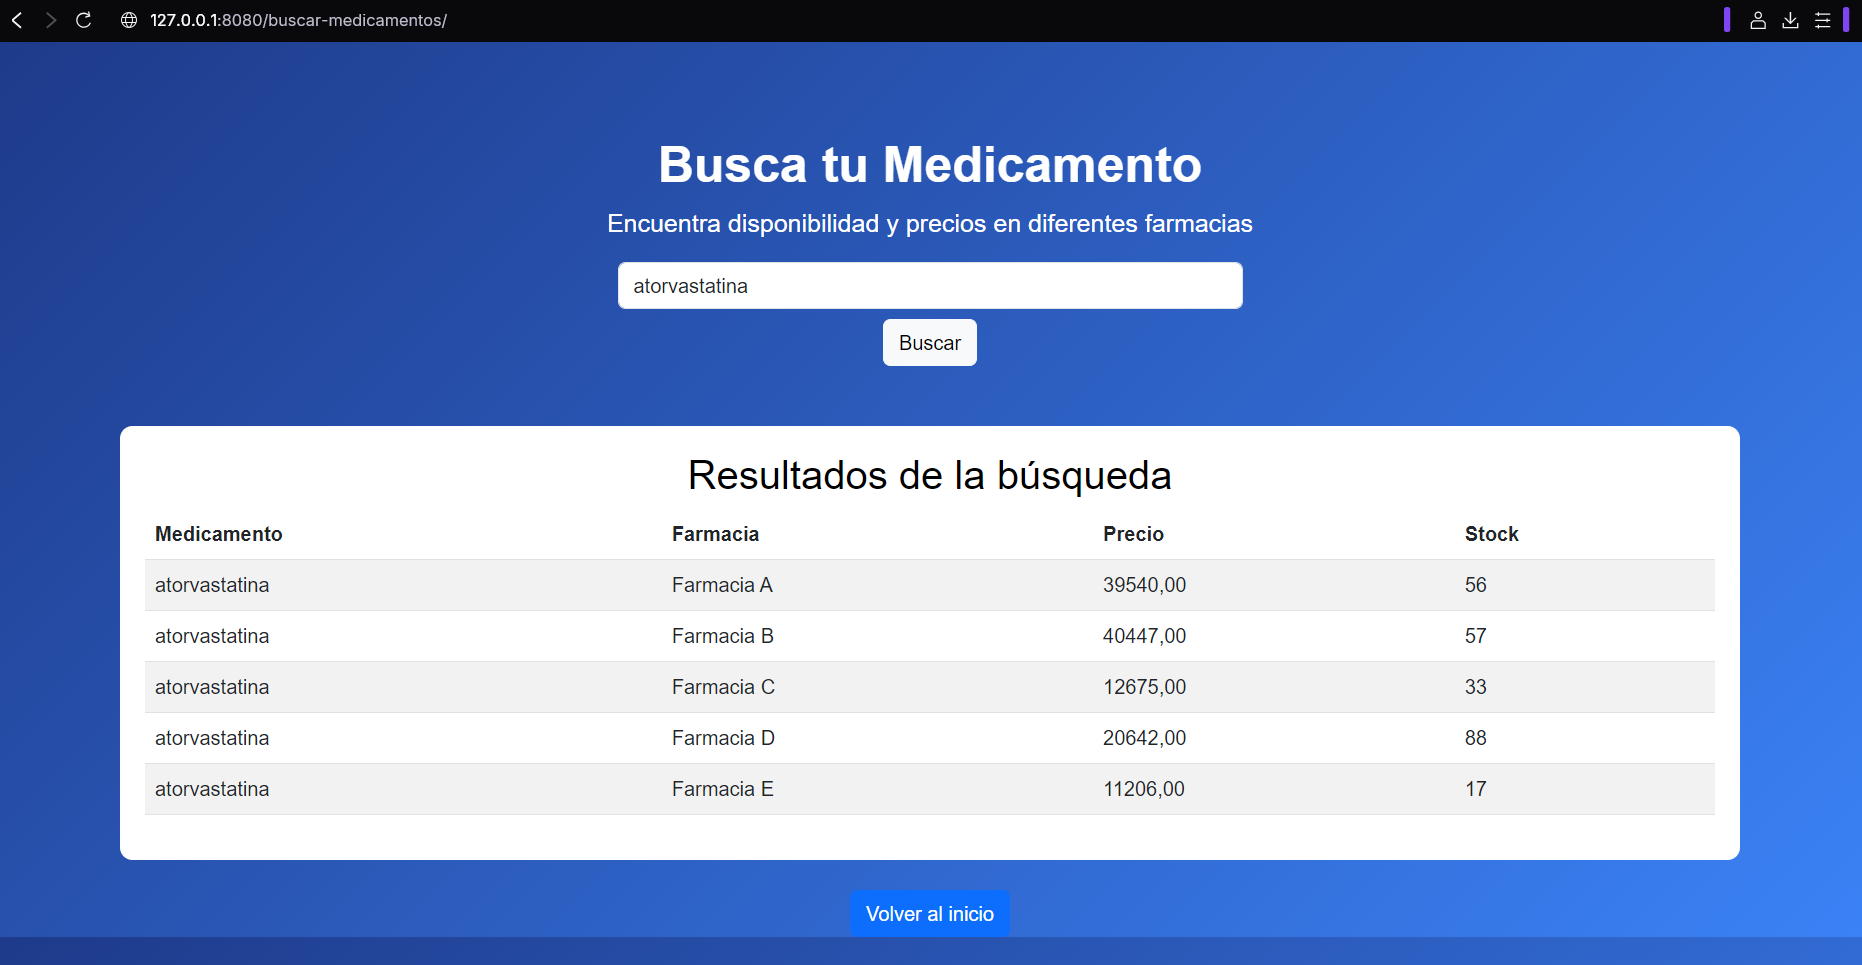 127.0.0.1:8080/buscar-medicamentos/
Busca tu Medicamento
Encuentra disponibilidad y precios en diferentes farmacias
atorvastatina
Buscar
Resultados de la búsqueda
Medicamento Farmacia Precio Stock
atorvastatina Farmacia A 39540,00 56
atorvastatina Farmacia B 40447,00 57
atorvastatina Farmacia C 12675,00 33
atorvastatina Farmacia D 20642,00 88
atorvastatina Farmacia E 11206,00 17
Volver al inicio